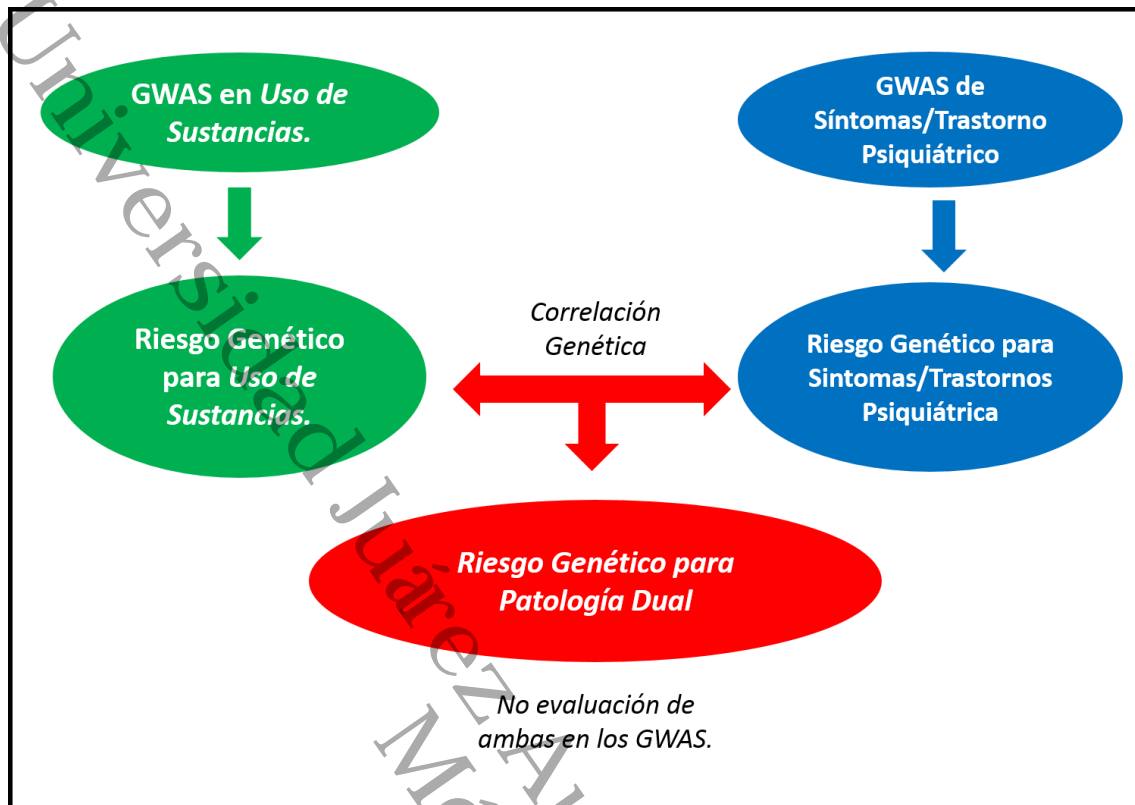 GWAS en Uso de
Sustancias.
GWAS de
Síntomas/Trastorno
Psiquiátrico
Riesgo Genético
para Uso de
Sustancias.
Correlación
Genética
Riesgo Genético para
Sintomas/Trastornos
Psiquiátrica
Riesgo Genético para
Patología Dual
No evaluación de
ambas en los GWAS.
Universidad Juárez